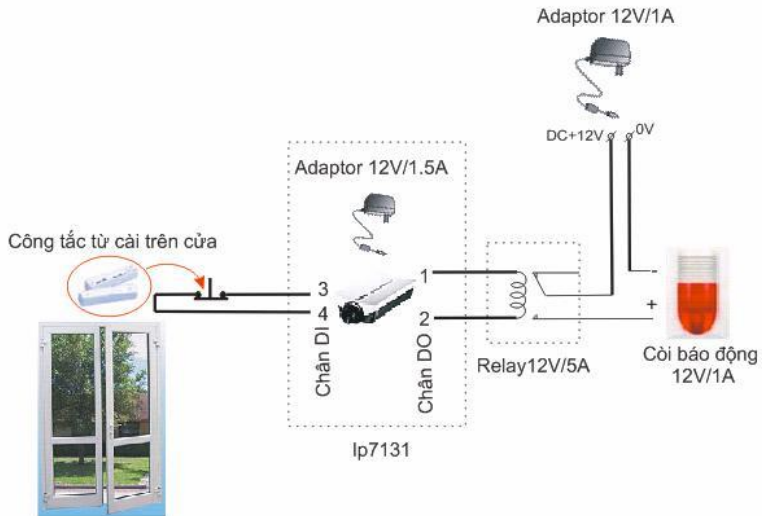 Adaptor 12V/1A
DC+12V
0V
Adaptor 12V/1.5A
Công tắc từ cài trên cửa
3
4
1
2
Chân DI
Chân DO
-
+
Relay12V/5A
Còi báo động
12V/1A
Ip7131